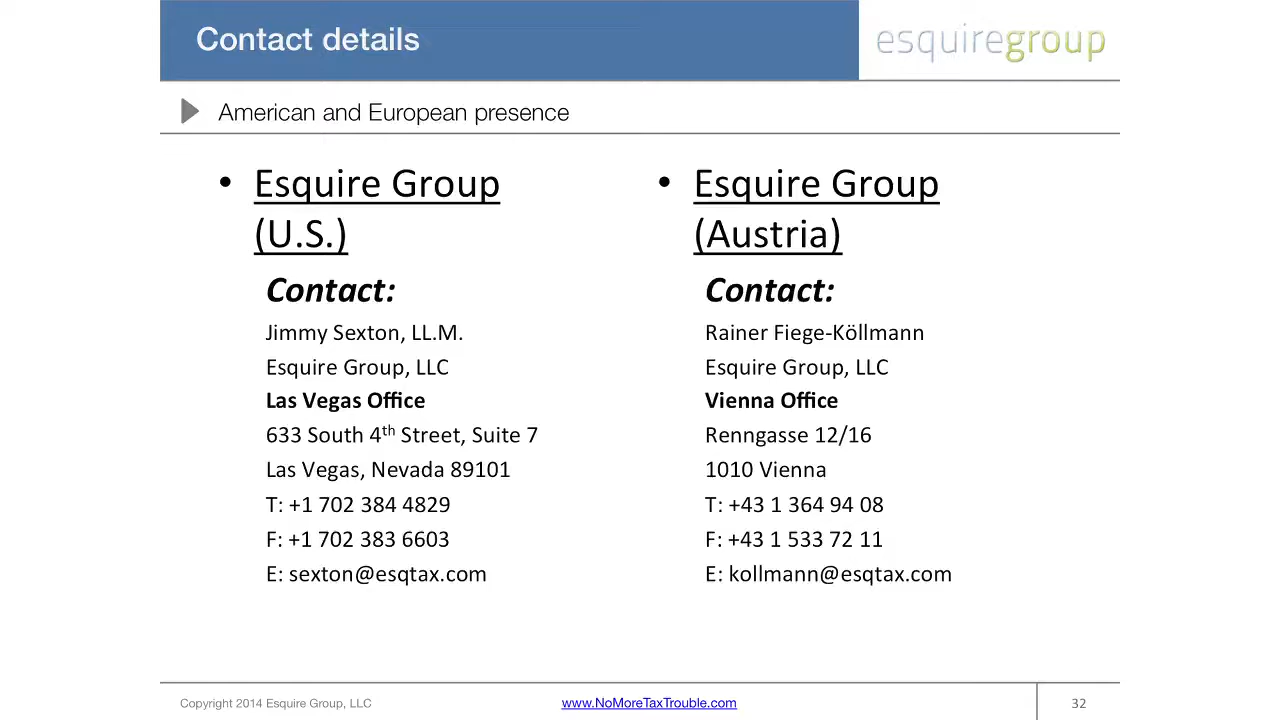 Contact details
esquiregroup
American and European presence
• Esquire Group
(U.S.)
Contact:
Jimmy Sexton, LL.M.
Esquire Group, LLC
Las Vegas Office
633 South 4th Street, Suite 7
Las Vegas, Nevada 89101
T: +1 702 384 4829
F: +1 702 383 6603
E: sexton@esqtax.com
• Esquire Group
(Austria)
Contact:
Rainer Fiege-Köllmann
Esquire Group, LLC
Vienna Office
Renngasse 12/16
1010 Vienna
T: +43 1 364 94 08
F: +43 1 533 72 11
E: kollmann@esqtax.com
Copyright 2014 Esquire Group, LLC
www.NoMoreTaxTrouble.com
32